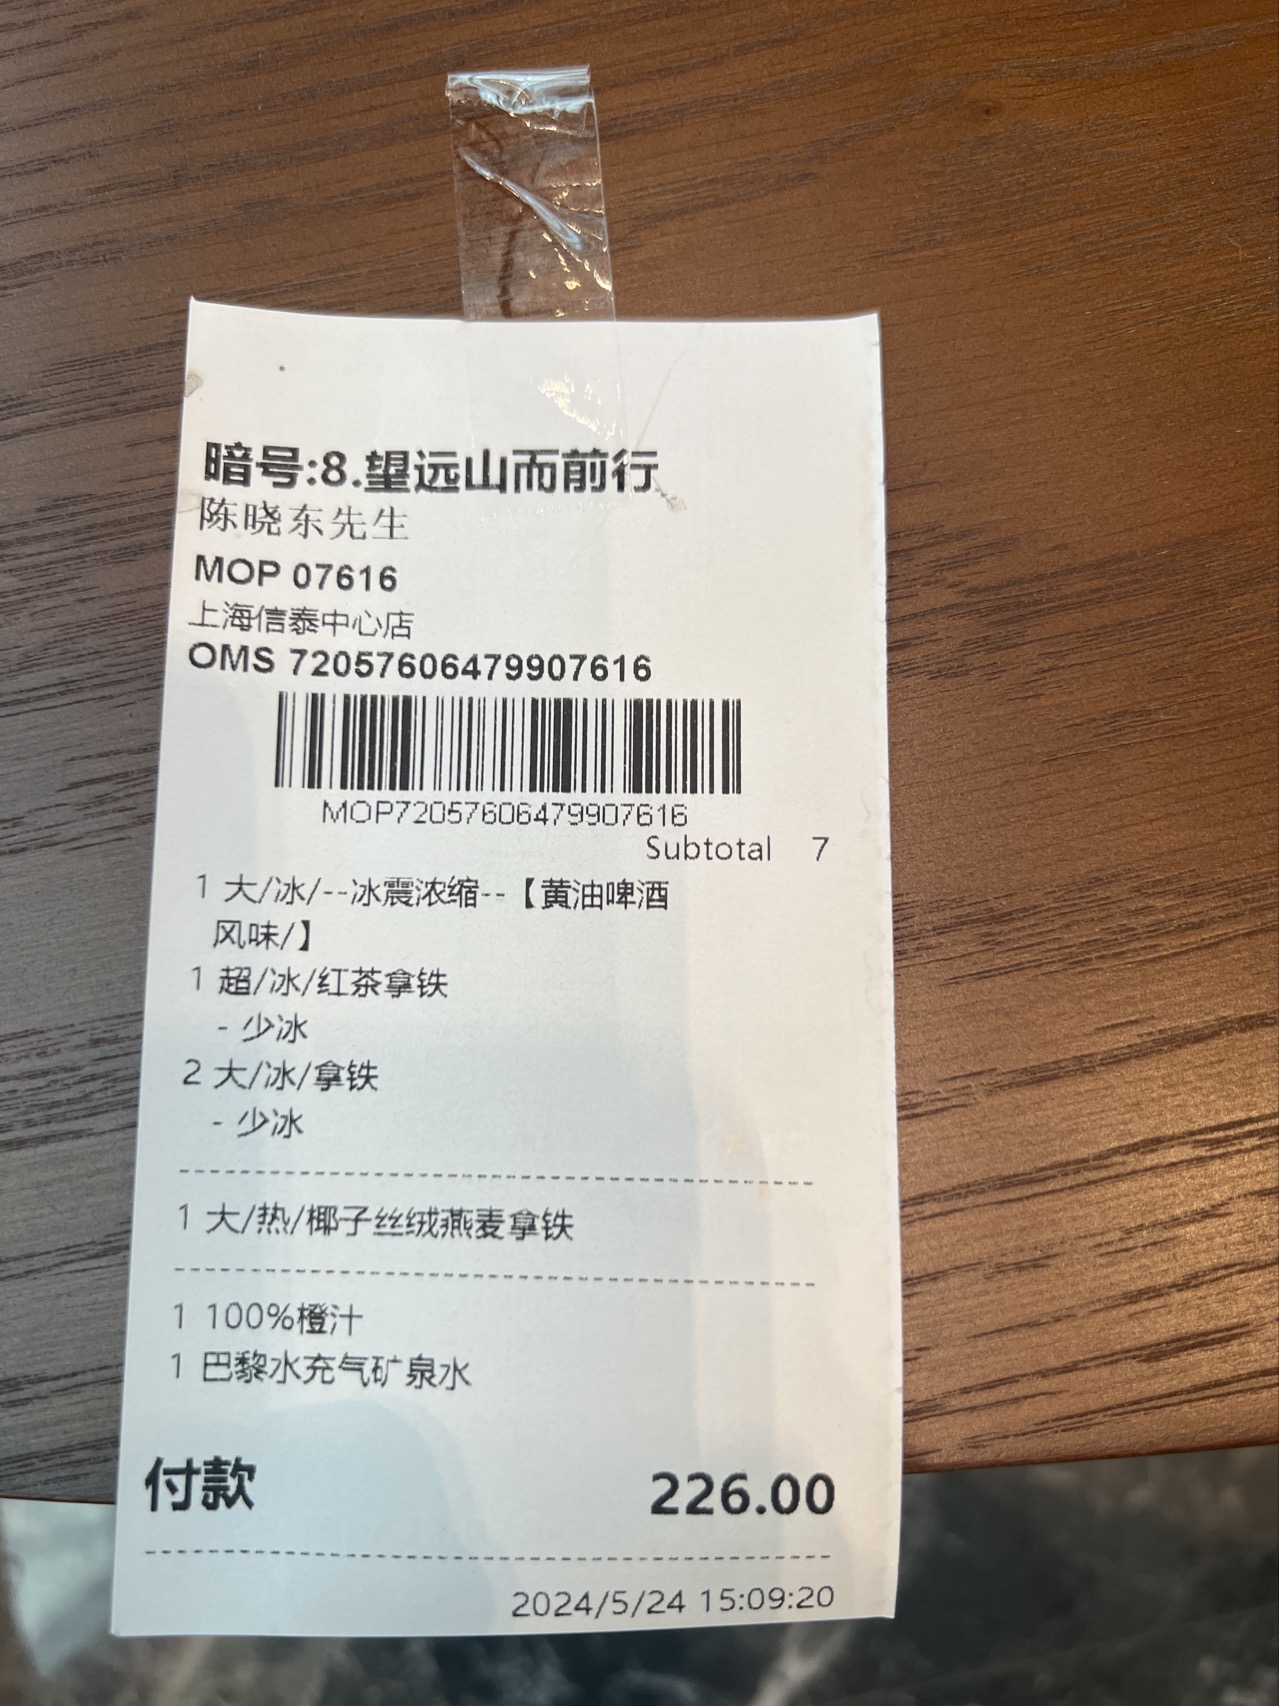 暗号:8.望远山而前行
陈晓东先生
MOP 07616
上海信泰中心店
OMS 72057606479907616
MOP72057606479907616
Subtotal 7
1 大/冰/--冰震浓缩--【黄油啤酒
风味/】
1 超/冰/红茶拿铁
- 少冰
2 大/冰/拿铁
- 少冰
1 大/热/椰子丝绒燕麦拿铁
1 100%橙汁
1 巴黎水充气矿泉水
付款 226.00
2024/5/24 15:09:20